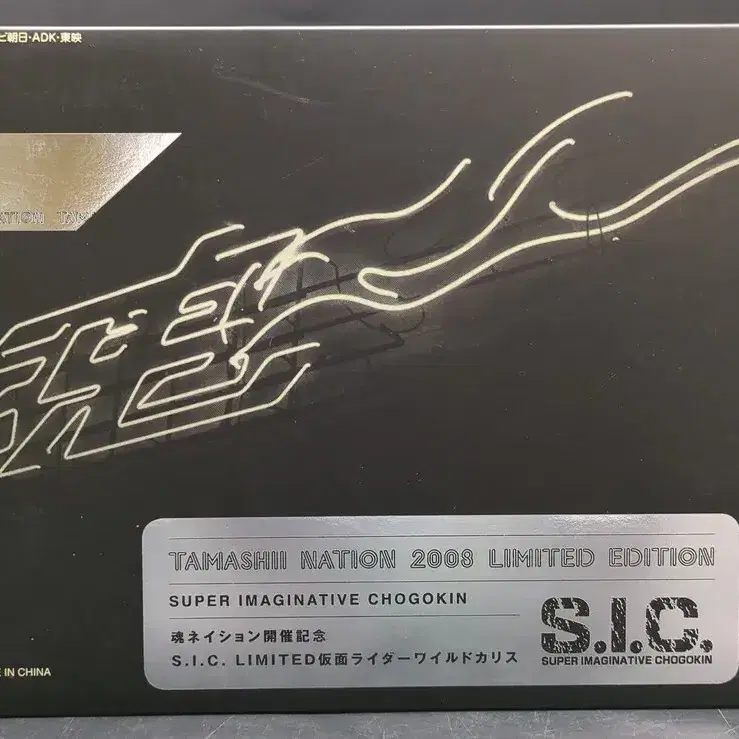 ビ朝日・ADK・東映
ATION TAMA
TAMASHII NATION 2008 LIMITED EDITION
SUPER IMAGINATIVE CHOGOKIN
魂ネイション開催記念
S.I.C. LIMITED仮面ライダーワイルドカリス
S.I.C.
SUPER IMAGINATIVE CHOGOKIN
E IN CHINA